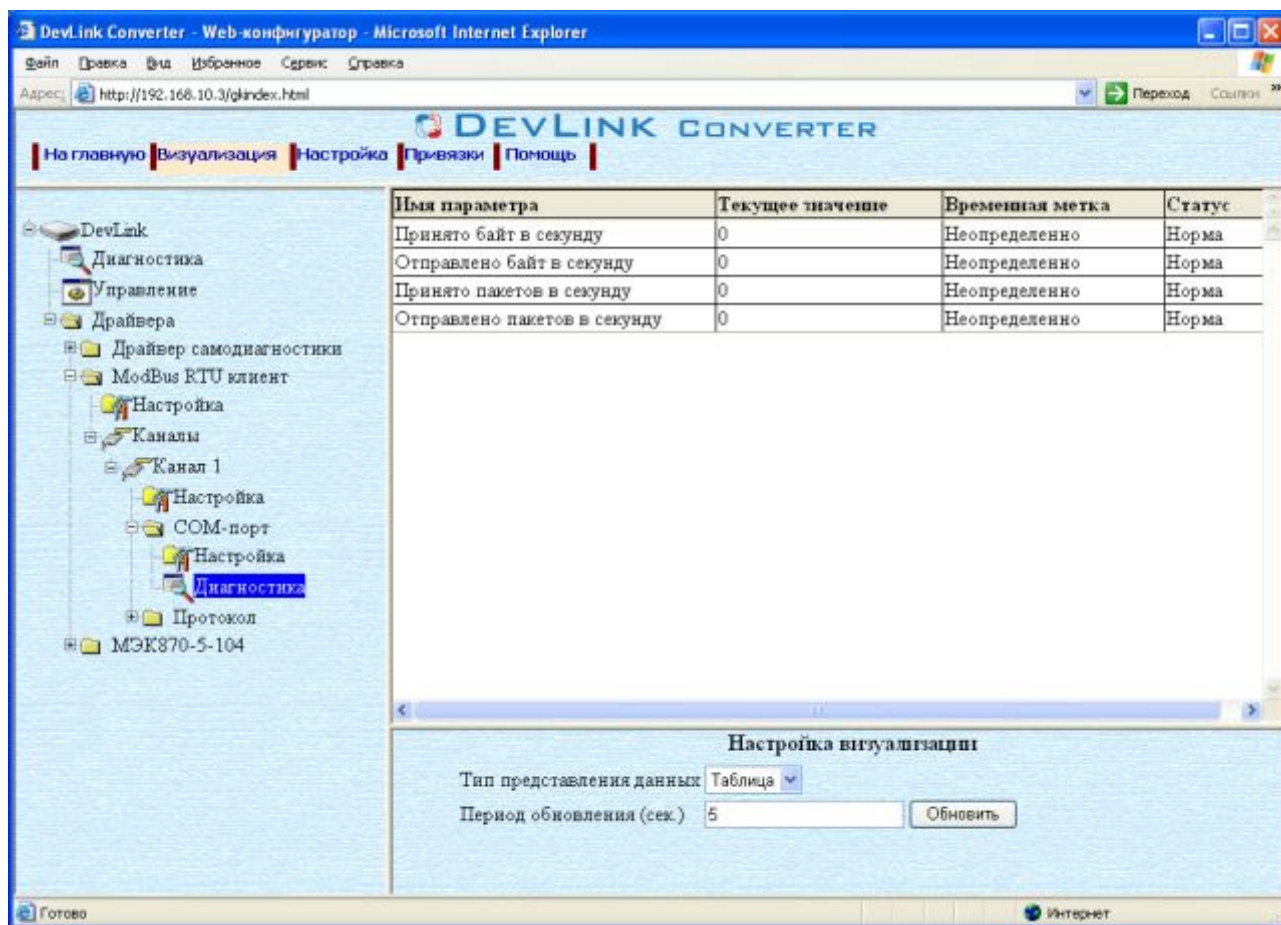 DevLink Converter - Web-конфигуратор - Microsoft Internet Explorer
Файл Правка Вид Избранное Сервис Справка
Адрес: http://192.168.10.3/gkindex.html Переход Ссылки »
DEVLINK CONVERTER
На главную Визуализация Настройка Привязки Помощь
DevLink
Диагностика
Управление
Драйвера
Драйвер самодиагностики
ModBus RTU клиент
Настройка
Каналы
Канал 1
Настройка
COM-порт
Настройка
Диагностика
Протокол
МЭК870-5-104
Имя параметра Текущее значение Временная метка Статус
Принято байт в секунду 0 Неопределенно Норма
Отправлено байт в секунду 0 Неопределенно Норма
Принято пакетов в секунду 0 Неопределенно Норма
Отправлено пакетов в секунду 0 Неопределенно Норма
Настройка визуализации
Тип представления данных Таблица
Период обновления (сек.) 5 Обновить
Готово Интернет